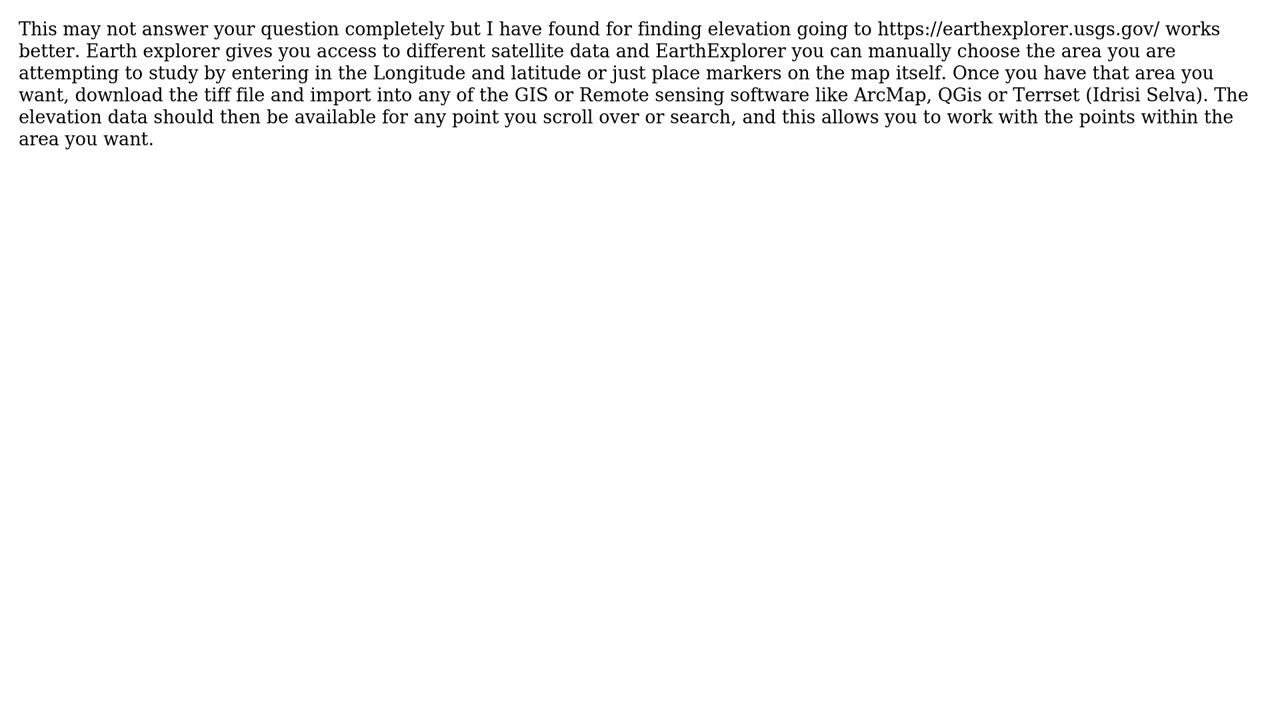 This may not answer your question completely but I have found for finding elevation going to https://earthexplorer.usgs.gov/ works
better. Earth explorer gives you access to different satellite data and EarthExplorer you can manually choose the area you are
attempting to study by entering in the Longitude and latitude or just place markers on the map itself. Once you have that area you
want, download the tiff file and import into any of the GIS or Remote sensing software like ArcMap, QGis or Terrset (Idrisi Selva). The
elevation data should then be available for any point you scroll over or search, and this allows you to work with the points within the
area you want.